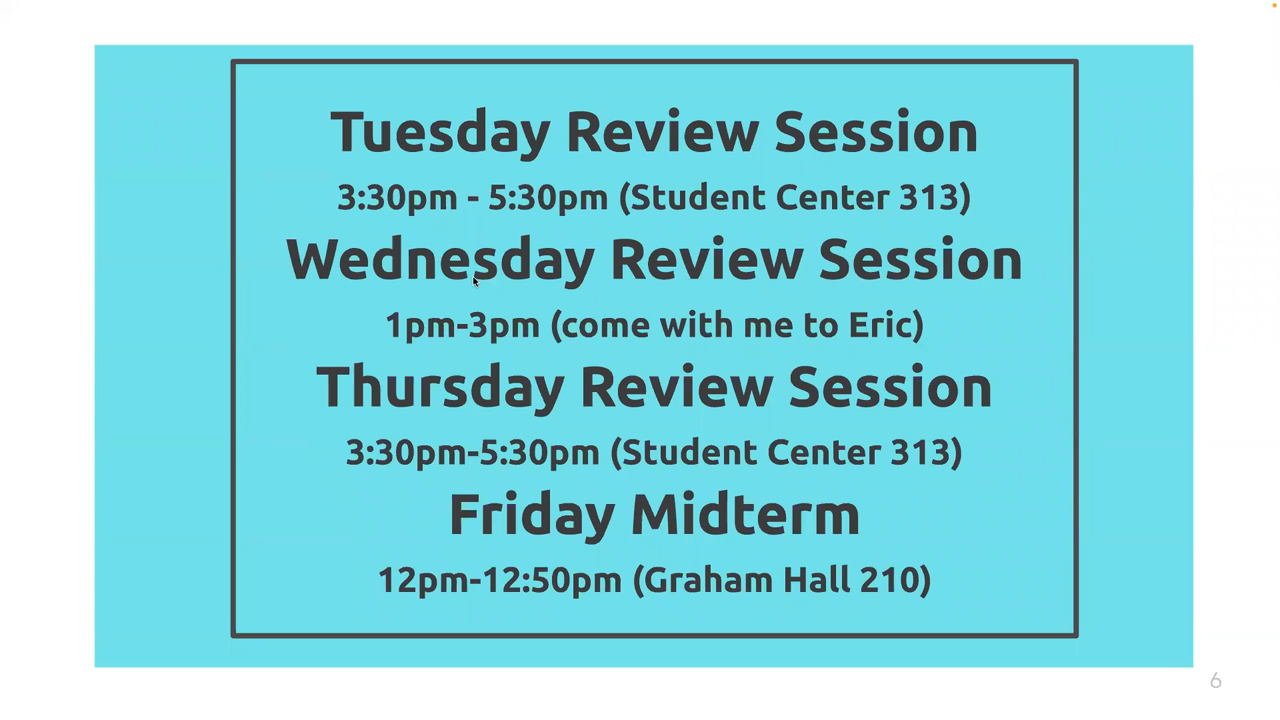 Tuesday Review Session
3:30pm - 5:30pm (Student Center 313)
Wednesday Review Session
1pm-3pm (come with me to Eric)
Thursday Review Session
3:30pm-5:30pm (Student Center 313)
Friday Midterm
12pm-12:50pm (Graham Hall 210)
6